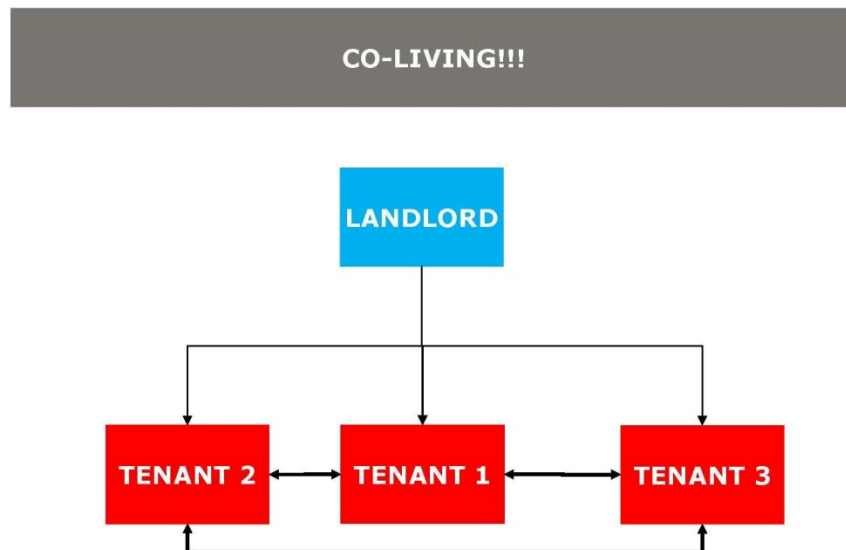 CO-LIVING!!!
LANDLORD
TENANT 2
TENANT 1
TENANT 3